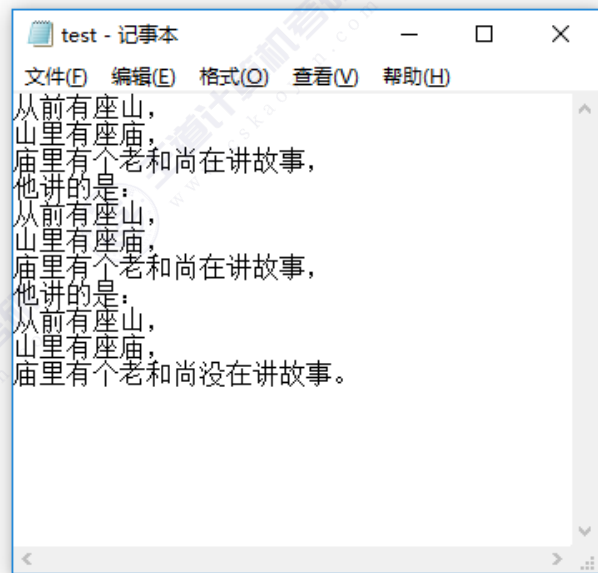 test - 记事本
文件(F) 编辑(E) 格式(O) 查看(V) 帮助(H)
从前有座山，
山里有座庙，
庙里有个老和尚在讲故事，
他讲的是：
从前有座山，
山里有座庙，
庙里有个老和尚在讲故事，
他讲的是：
从前有座山，
山里有座庙，
庙里有个老和尚没在讲故事。